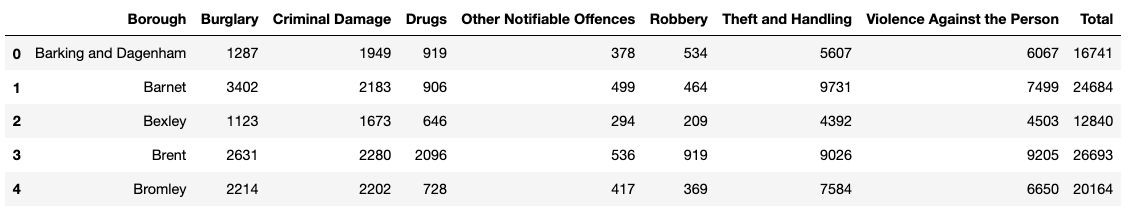 Borough Burglary Criminal Damage Drugs Other Notifiable Offences Robbery Theft and Handling Violence Against the Person Total
0 Barking and Dagenham 1287 1949 919 378 534 5607 6067 16741
1 Barnet 3402 2183 906 499 464 9731 7499 24684
2 Bexley 1123 1673 646 294 209 4392 4503 12840
3 Brent 2631 2280 2096 536 919 9026 9205 26693
4 Bromley 2214 2202 728 417 369 7584 6650 20164